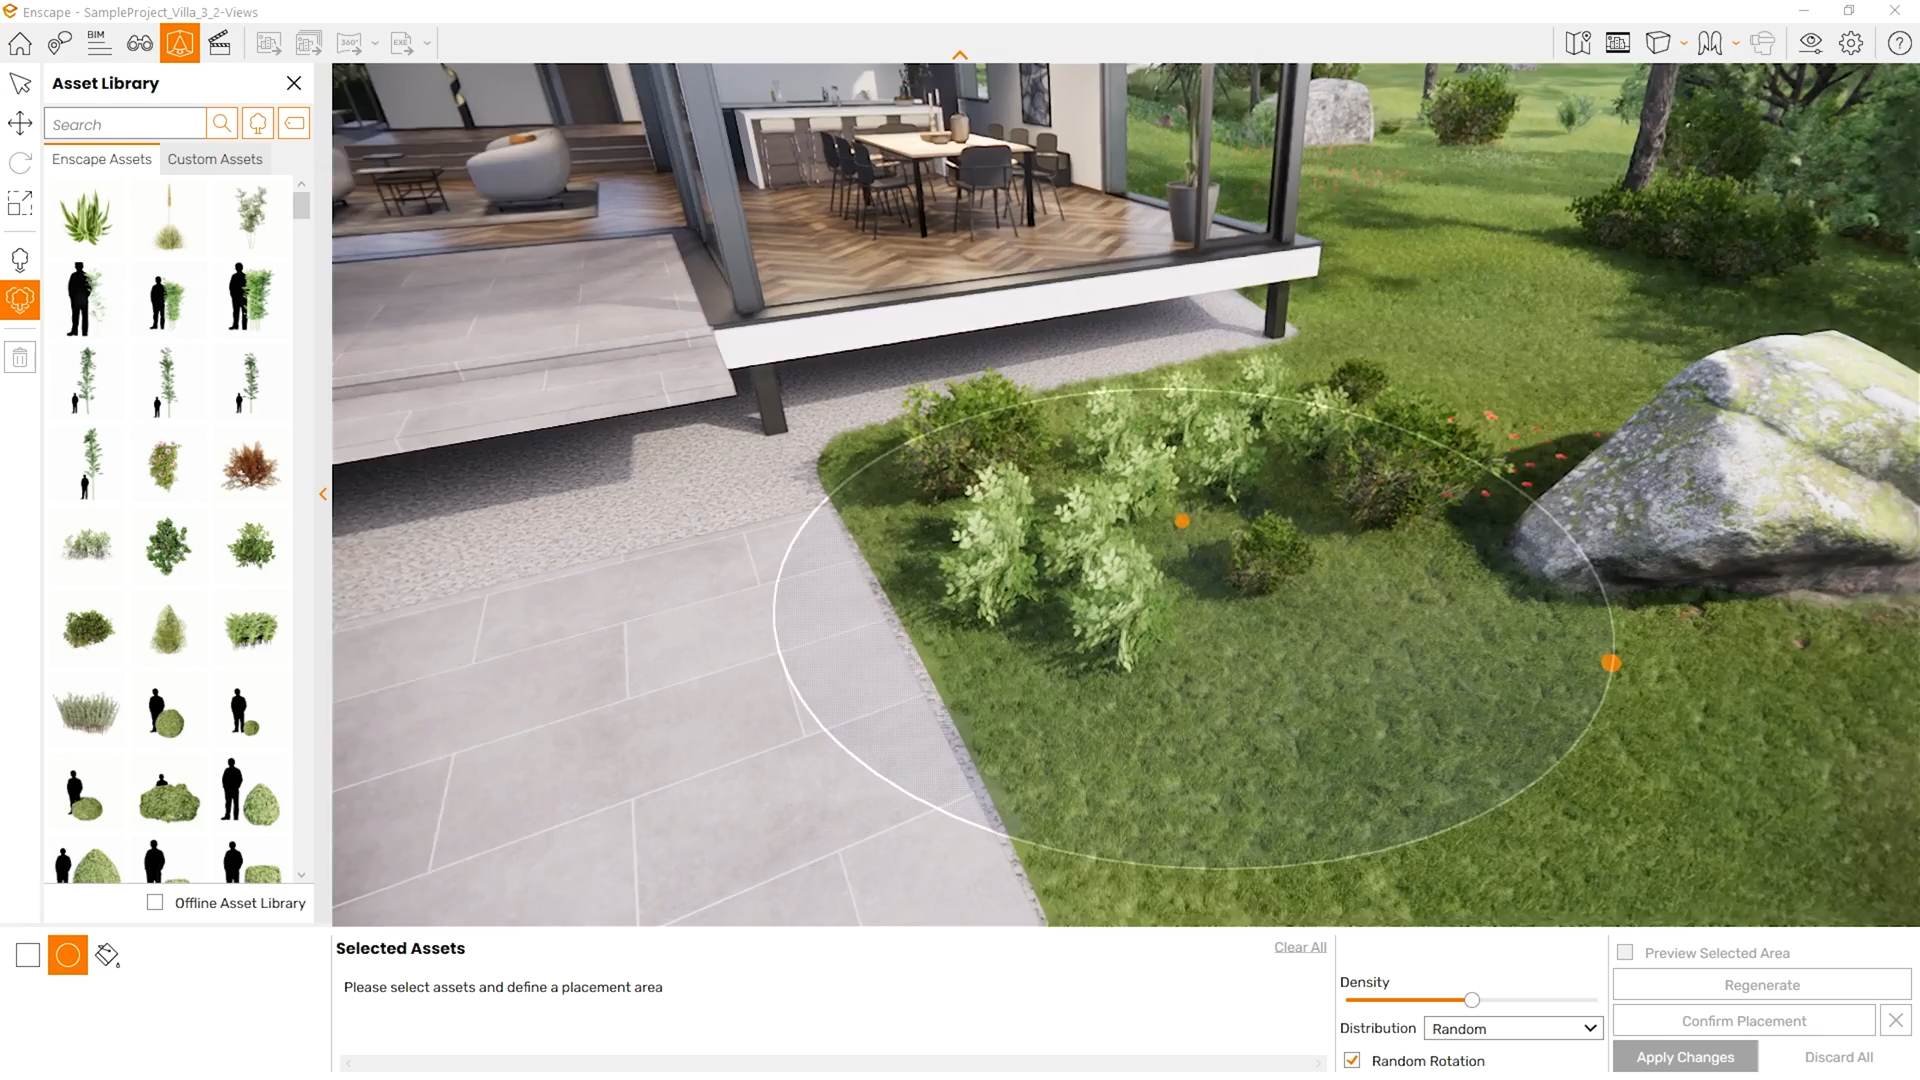 Enscape - SampleProject_Villa_3_2-Views
BIM
360°
EXE
Asset Library
Search
Enscape Assets
Custom Assets
Offline Asset Library
Selected Assets
Clear All
Please select assets and define a placement area
Density
Distribution
Random
Random Rotation
Preview Selected Area
Regenerate
Confirm Placement
Apply Changes
Discard All